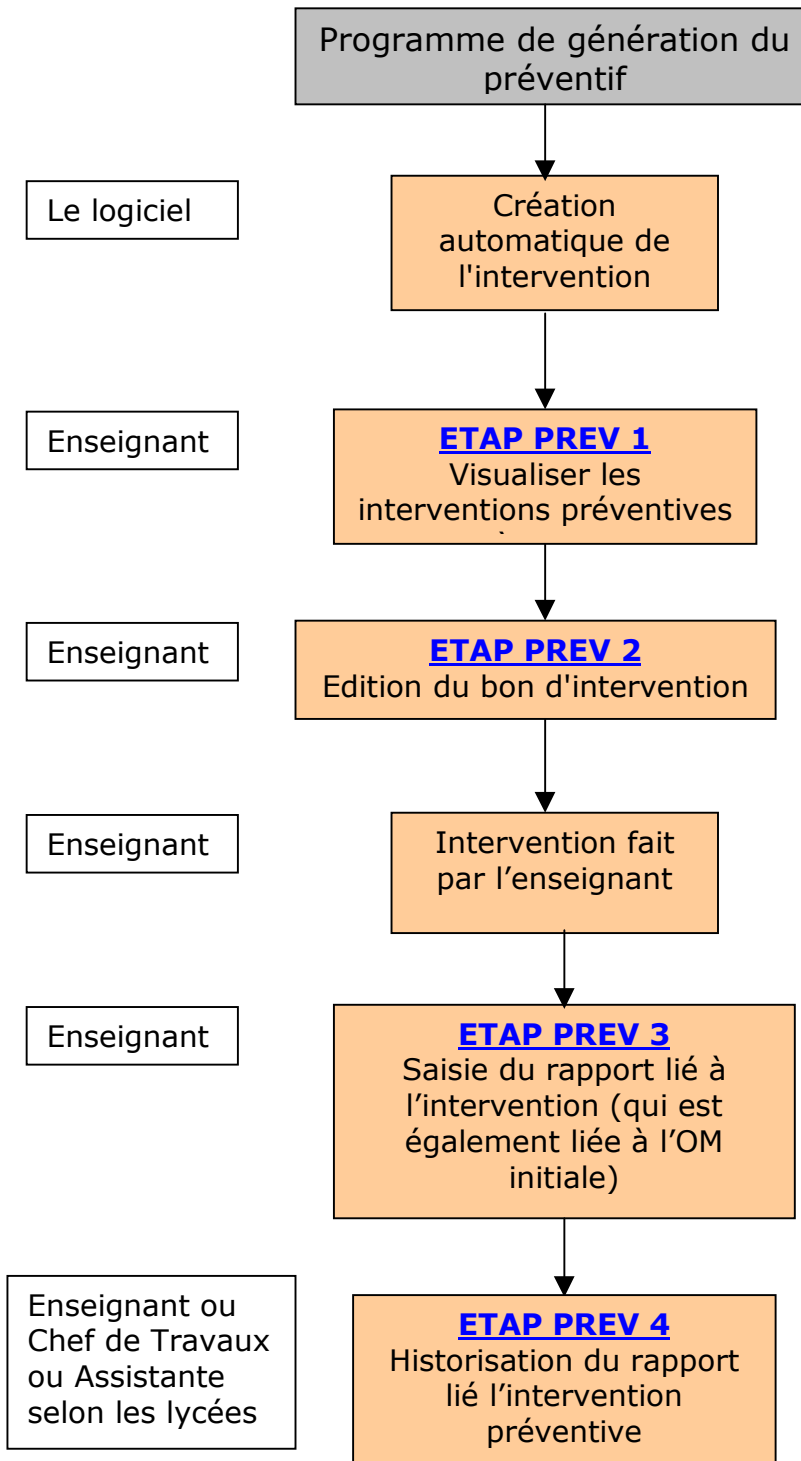 Programme de génération du
préventif
Le logiciel
Création
automatique de
l'intervention
Enseignant
ETAP PREV 1
Visualiser les
interventions préventives
Enseignant
ETAP PREV 2
Edition du bon d'intervention
Enseignant
Intervention fait
par l’enseignant
Enseignant
ETAP PREV 3
Saisie du rapport lié à
l’intervention (qui est
également liée à l’OM
initiale)
Enseignant ou
Chef de Travaux
ou Assistante
selon les lycées
ETAP PREV 4
Historisation du rapport
lié l’intervention
préventive